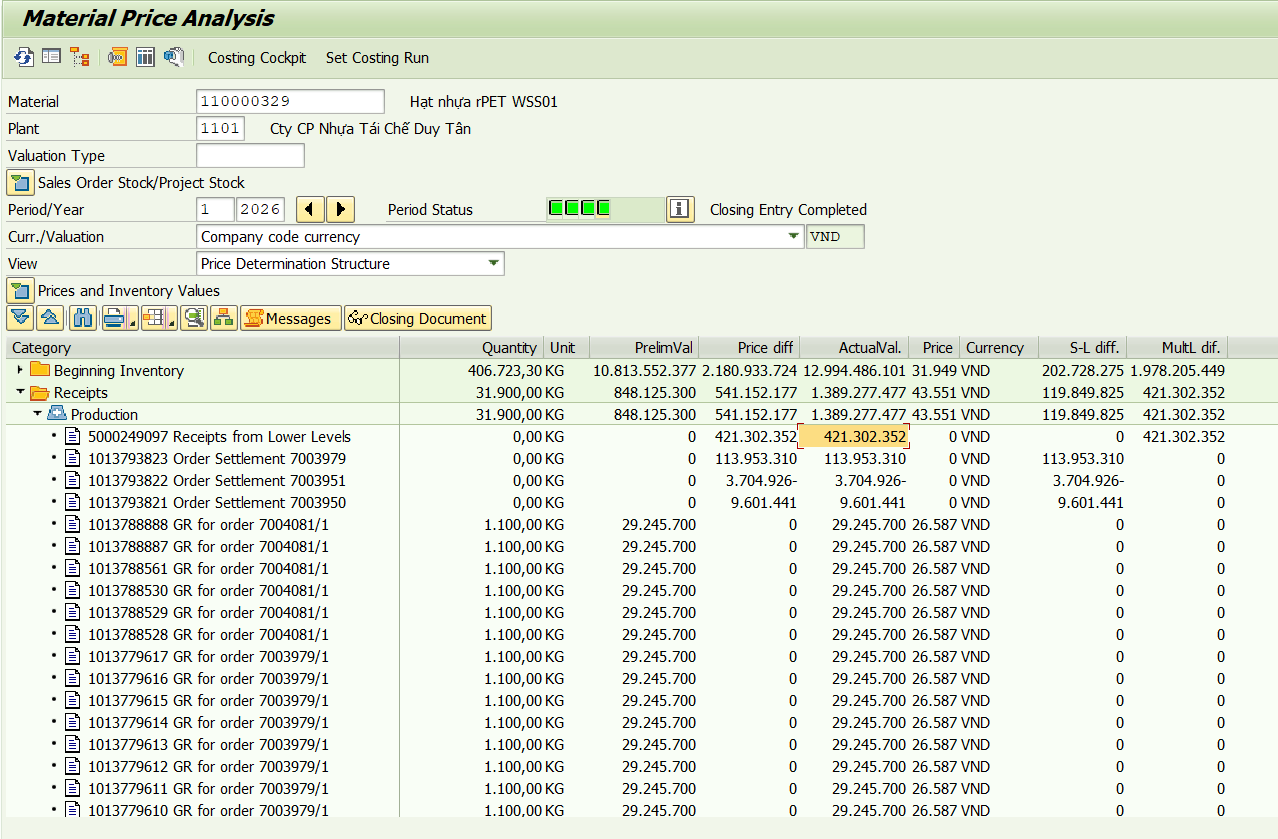 Material Price Analysis
Costing Cockpit Set Costing Run
Material 110000329 Hạt nhựa rPET WSS01
Plant 1101 Cty CP Nhựa Tái Chế Duy Tân
Valuation Type
Sales Order Stock/Project Stock
Period/Year 1 2026 Period Status Closing Entry Completed
Curr./Valuation Company code currency VND
View Price Determination Structure
Prices and Inventory Values
Messages Closing Document
Category Quantity Unit PrelimVal Price diff ActualVal. Price Currency S-L diff. MultL dif.
Beginning Inventory 406.723,30 KG 10.813.552.377 2.180.933.724 12.994.486.101 31.949 VND 202.728.275 1.978.205.449
Receipts 31.900,00 KG 848.125.300 541.152.177 1.389.277.477 43.551 VND 119.849.825 421.302.352
Production 31.900,00 KG 848.125.300 541.152.177 1.389.277.477 43.551 VND 119.849.825 421.302.352
5000249097 Receipts from Lower Levels 0,00 KG 0 421.302.352 421.302.352 0 VND 0 421.302.352
1013793823 Order Settlement 7003979 0,00 KG 0 113.953.310 113.953.310 0 VND 113.953.310 0
1013793822 Order Settlement 7003951 0,00 KG 0 3.704.926- 3.704.926- 0 VND 3.704.926- 0
1013793821 Order Settlement 7003950 0,00 KG 0 9.601.441 9.601.441 0 VND 9.601.441 0
1013788888 GR for order 7004081/1 1.100,00 KG 29.245.700 0 29.245.700 26.587 VND 0 0
1013788887 GR for order 7004081/1 1.100,00 KG 29.245.700 0 29.245.700 26.587 VND 0 0
1013788561 GR for order 7004081/1 1.100,00 KG 29.245.700 0 29.245.700 26.587 VND 0 0
1013788530 GR for order 7004081/1 1.100,00 KG 29.245.700 0 29.245.700 26.587 VND 0 0
1013788529 GR for order 7004081/1 1.100,00 KG 29.245.700 0 29.245.700 26.587 VND 0 0
1013788528 GR for order 7004081/1 1.100,00 KG 29.245.700 0 29.245.700 26.587 VND 0 0
1013779617 GR for order 7003979/1 1.100,00 KG 29.245.700 0 29.245.700 26.587 VND 0 0
1013779616 GR for order 7003979/1 1.100,00 KG 29.245.700 0 29.245.700 26.587 VND 0 0
1013779615 GR for order 7003979/1 1.100,00 KG 29.245.700 0 29.245.700 26.587 VND 0 0
1013779614 GR for order 7003979/1 1.100,00 KG 29.245.700 0 29.245.700 26.587 VND 0 0
1013779613 GR for order 7003979/1 1.100,00 KG 29.245.700 0 29.245.700 26.587 VND 0 0
1013779612 GR for order 7003979/1 1.100,00 KG 29.245.700 0 29.245.700 26.587 VND 0 0
1013779611 GR for order 7003979/1 1.100,00 KG 29.245.700 0 29.245.700 26.587 VND 0 0
1013779610 GR for order 7003979/1 1.100,00 KG 29.245.700 0 29.245.700 26.587 VND 0 0